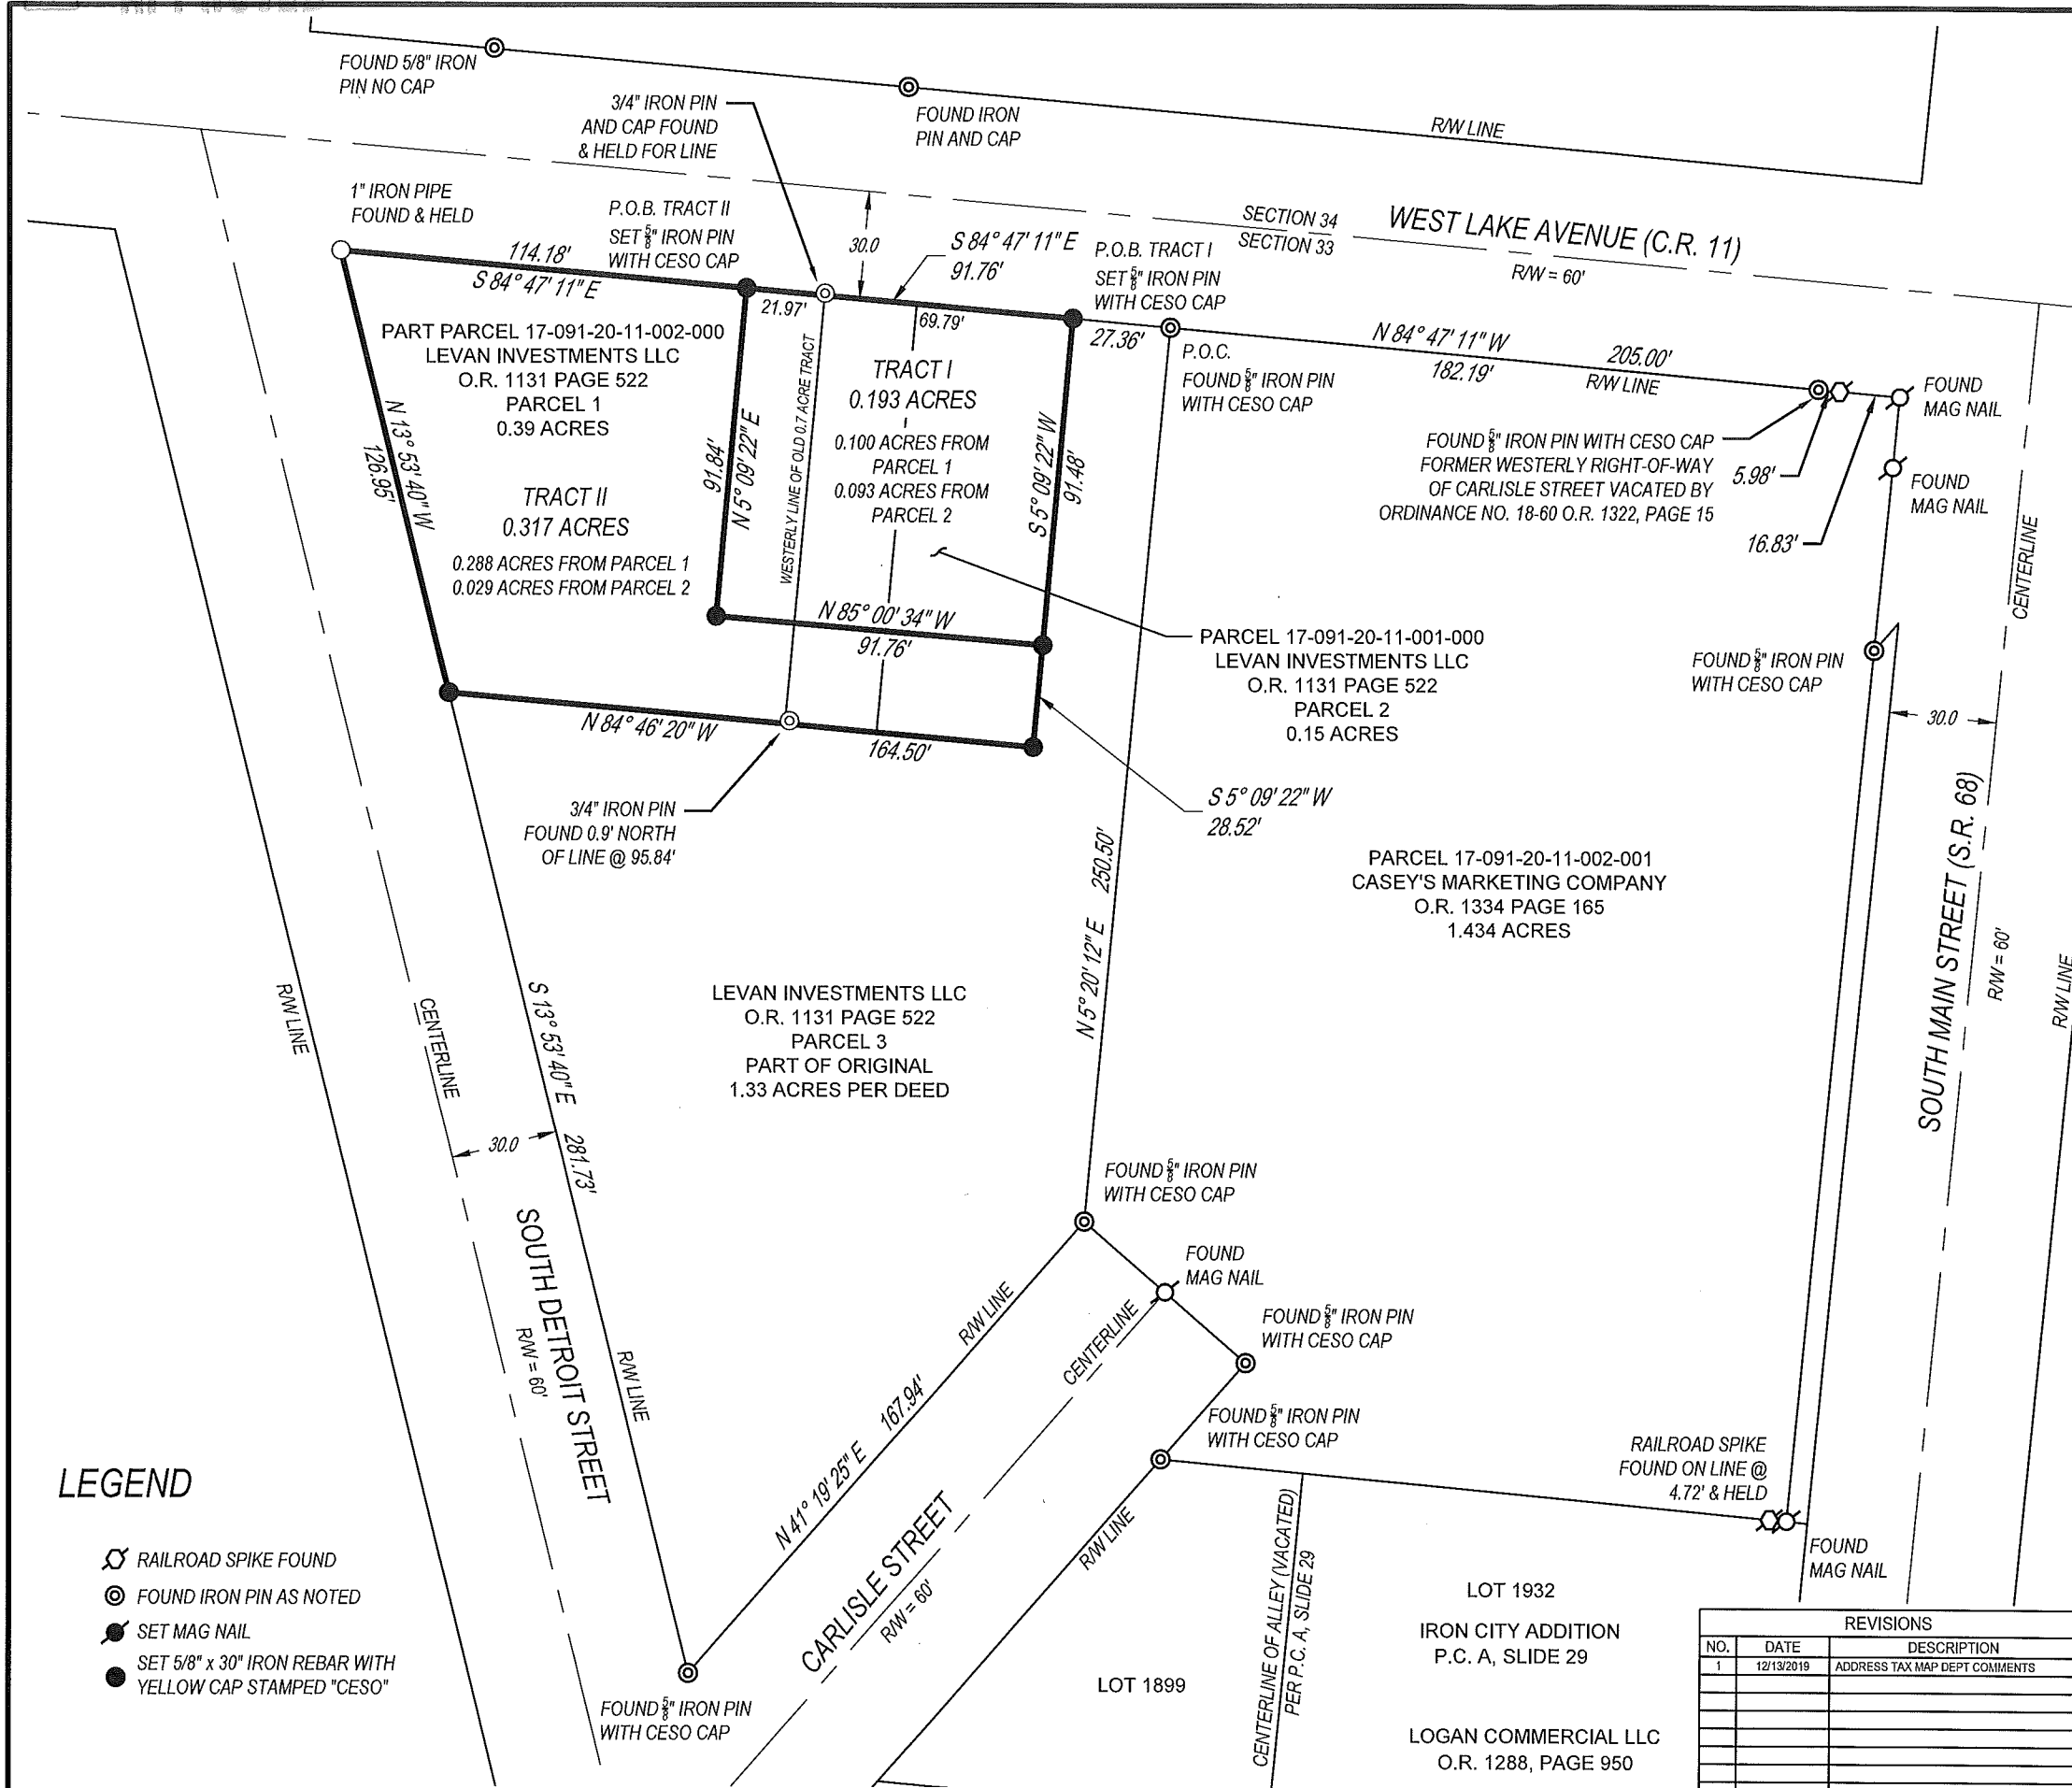 FOUND 5/8" IRON
PIN NO CAP
3/4" IRON PIN
AND CAP FOUND
& HELD FOR LINE
FOUND IRON
PIN AND CAP
R/W LINE
1" IRON PIPE
FOUND & HELD
P.O.B. TRACT II
SET 5/8" IRON PIN
WITH CESO CAP
30.0
S 84° 47' 11" E
91.76'
P.O.B. TRACT I
SET 5/8" IRON PIN
WITH CESO CAP
SECTION 34
SECTION 33
WEST LAKE AVENUE (C.R. 11)
R/W = 60'
114.18'
S 84° 47' 11" E
21.97'
69.79'
27.36'
P.O.C.
FOUND 5/8" IRON PIN
WITH CESO CAP
N 84° 47' 11" W
205.00'
182.19'
R/W LINE
FOUND
MAG NAIL
FOUND
MAG NAIL
FOUND 5/8" IRON PIN WITH CESO CAP
FORMER WESTERLY RIGHT-OF-WAY
OF CARLISLE STREET VACATED BY
ORDINANCE NO. 18-60 O.R. 1322, PAGE 15
5.98'
16.83'
PART PARCEL 17-091-20-11-002-000
LEVAN INVESTMENTS LLC
O.R. 1131 PAGE 522
PARCEL 1
0.39 ACRES
TRACT II
0.317 ACRES
0.288 ACRES FROM PARCEL 1
0.029 ACRES FROM PARCEL 2
N 13° 53' 40" W
126.95'
91.84'
N 5° 09' 22" E
WESTERLY LINE OF OLD 0.7 ACRE TRACT
TRACT I
0.193 ACRES
0.100 ACRES FROM
PARCEL 1
0.093 ACRES FROM
PARCEL 2
S 5° 09' 22" W
91.48'
N 85° 00' 34" W
91.76'
PARCEL 17-091-20-11-001-000
LEVAN INVESTMENTS LLC
O.R. 1131 PAGE 522
PARCEL 2
0.15 ACRES
FOUND 5/8" IRON PIN
WITH CESO CAP
CENTERLINE
30.0
N 84° 46' 20" W
164.50'
3/4" IRON PIN
FOUND 0.9' NORTH
OF LINE @ 95.84'
S 5° 09' 22" W
28.52'
N 5° 20' 12" E 250.50'
PARCEL 17-091-20-11-002-001
CASEY'S MARKETING COMPANY
O.R. 1334 PAGE 165
1.434 ACRES
SOUTH MAIN STREET (S.R. 68)
R/W = 60'
R/W LINE
R/W LINE
CENTERLINE
S 13° 53' 40" E 281.73'
LEVAN INVESTMENTS LLC
O.R. 1131 PAGE 522
PARCEL 3
PART OF ORIGINAL
1.33 ACRES PER DEED
30.0
SOUTH DETROIT STREET
R/W = 60'
R/W LINE
FOUND 5/8" IRON PIN
WITH CESO CAP
FOUND
MAG NAIL
FOUND 5/8" IRON PIN
WITH CESO CAP
R/W LINE
CENTERLINE
N 41° 19' 25" E 167.94'
FOUND 5/8" IRON PIN
WITH CESO CAP
RAILROAD SPIKE
FOUND ON LINE @
4.72' & HELD
FOUND
MAG NAIL
CARLISLE STREET
R/W = 60'
R/W LINE
FOUND 5/8" IRON PIN
WITH CESO CAP
CENTERLINE OF ALLEY (VACATED)
PER P.C. A, SLIDE 29
LOT 1899
LOT 1932
IRON CITY ADDITION
P.C. A, SLIDE 29
LOGAN COMMERCIAL LLC
O.R. 1288, PAGE 950
LEGEND
RAILROAD SPIKE FOUND
FOUND IRON PIN AS NOTED
SET MAG NAIL
SET 5/8" x 30" IRON REBAR WITH
YELLOW CAP STAMPED "CESO"
REVISIONS
NO. DATE DESCRIPTION
1 12/13/2019 ADDRESS TAX MAP DEPT COMMENTS